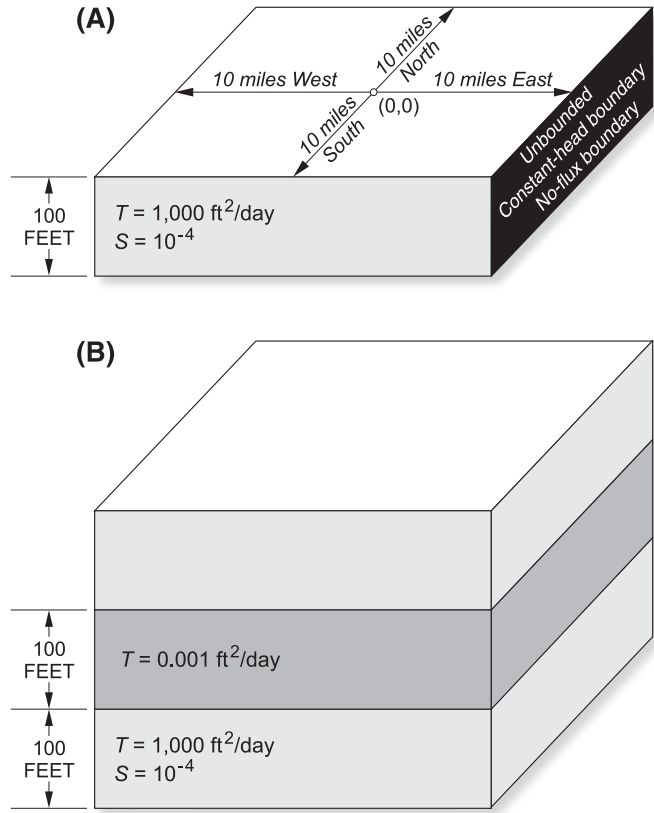 (A)
10 miles North
10 miles West
10 miles East
(0,0)
10 miles South
Unbounded
Constant-head boundary
No-flux boundary
100
FEET
T = 1,000 ft²/day
S = 10⁻⁴
(B)
100
FEET
T = 0.001 ft²/day
100
FEET
T = 1,000 ft²/day
S = 10⁻⁴